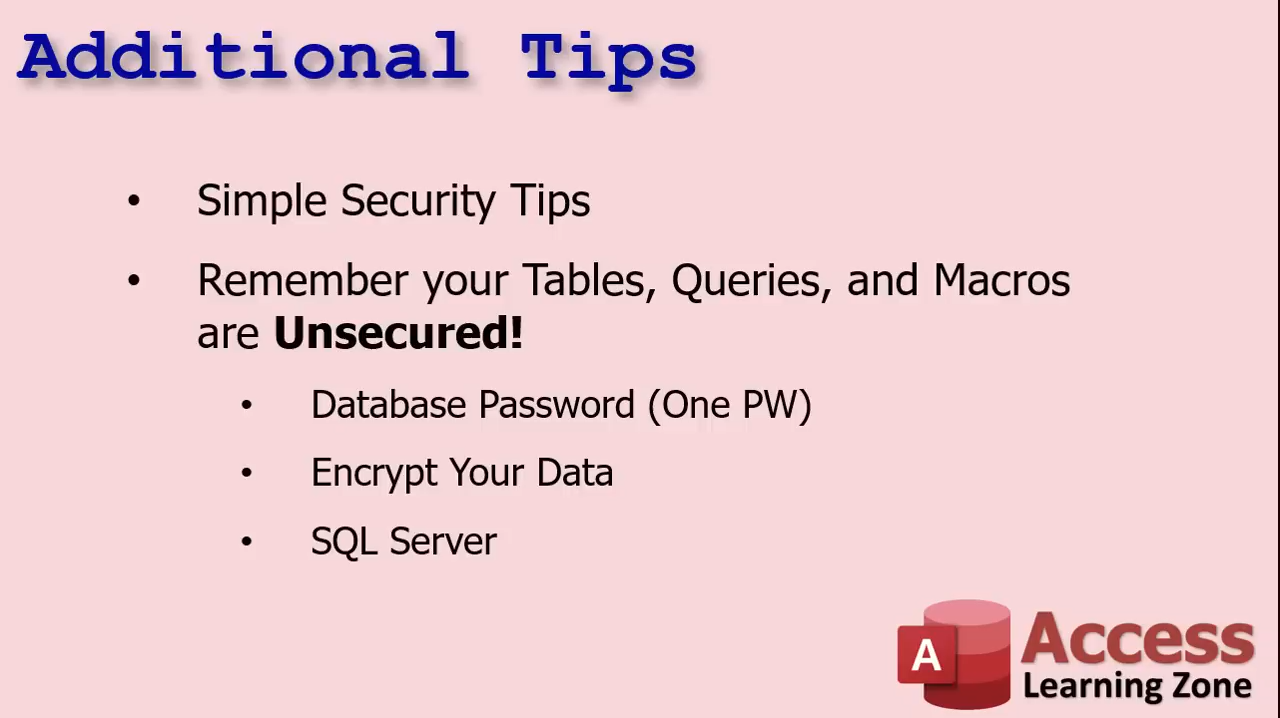 Additional Tips
• Simple Security Tips
• Remember your Tables, Queries, and Macros
are Unsecured!
• Database Password (One PW)
• Encrypt Your Data
• SQL Server
A
Access
Learning Zone